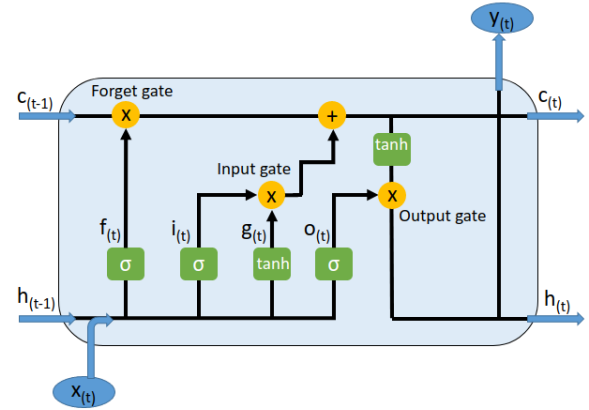 y(t)
c(t-1)
Forget gate
c(t)
x
+
tanh
Input gate
x
x
Output gate
f(t)
i(t)
g(t)
o(t)
σ
σ
tanh
σ
h(t-1)
h(t)
x(t)